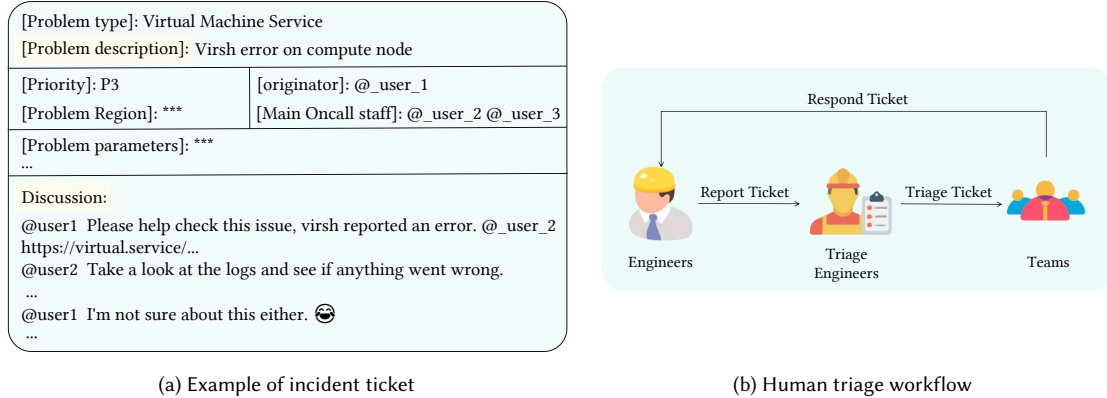 [Problem type]: Virtual Machine Service
[Problem description]: Virsh error on compute node
[Priority]: P3
[originator]: @_user_1
[Problem Region]: ***
[Main Oncall staff]: @_user_2 @_user_3
[Problem parameters]: ***
...
Discussion:
@user1 Please help check this issue, virsh reported an error. @_user_2
https://virtual.service/...
@user2 Take a look at the logs and see if anything went wrong.
...
@user1 I'm not sure about this either. 😂
...
(a) Example of incident ticket
Respond Ticket
Report Ticket
Triage Ticket
Engineers
Triage
Engineers
Teams
(b) Human triage workflow